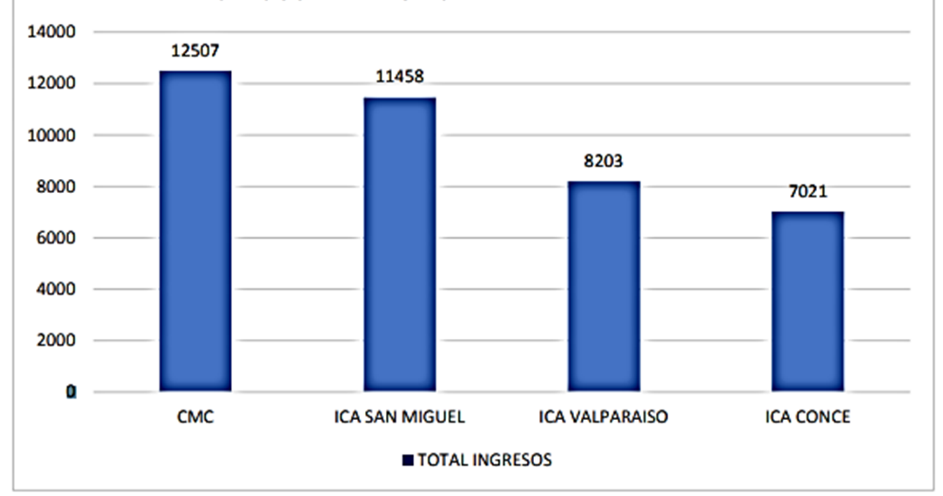 14000
12507
12000
11458
10000
8203
8000
7021
6000
4000
2000
0
CMC
ICA SAN MIGUEL
ICA VALPARAISO
ICA CONCE
TOTAL INGRESOS